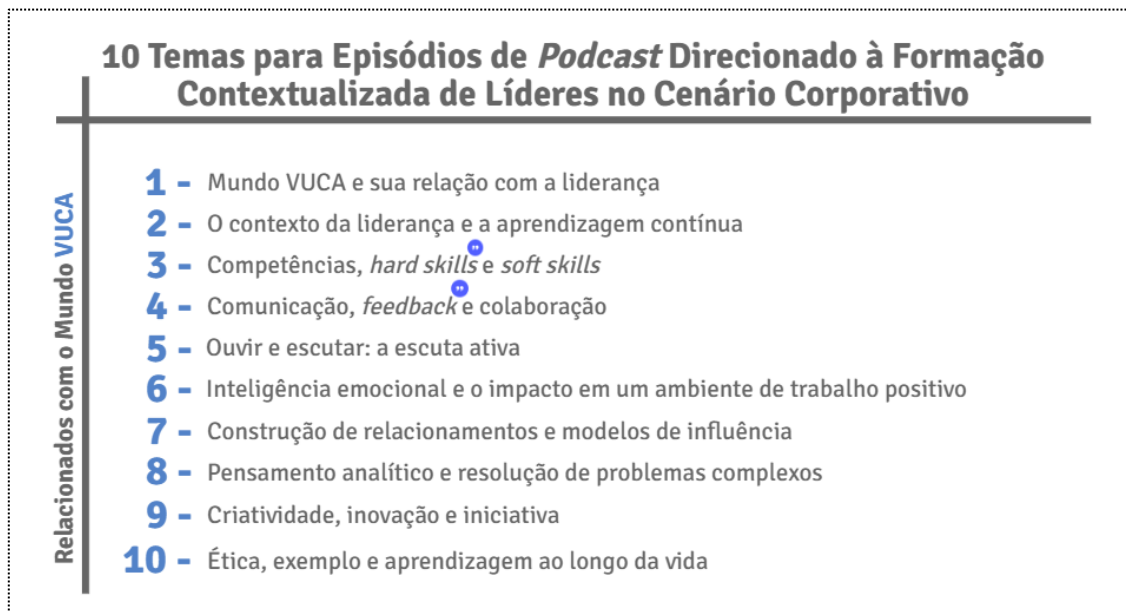 10 Temas para Episódios de Podcast Direcionado à Formação
Contextualizada de Líderes no Cenário Corporativo
Relacionados com o Mundo VUCA
1 - Mundo VUCA e sua relação com a liderança
2 - O contexto da liderança e a aprendizagem contínua
3 - Competências, hard skills e soft skills
4 - Comunicação, feedback e colaboração
5 - Ouvir e escutar: a escuta ativa
6 - Inteligência emocional e o impacto em um ambiente de trabalho positivo
7 - Construção de relacionamentos e modelos de influência
8 - Pensamento analítico e resolução de problemas complexos
9 - Criatividade, inovação e iniciativa
10 - Ética, exemplo e aprendizagem ao longo da vida